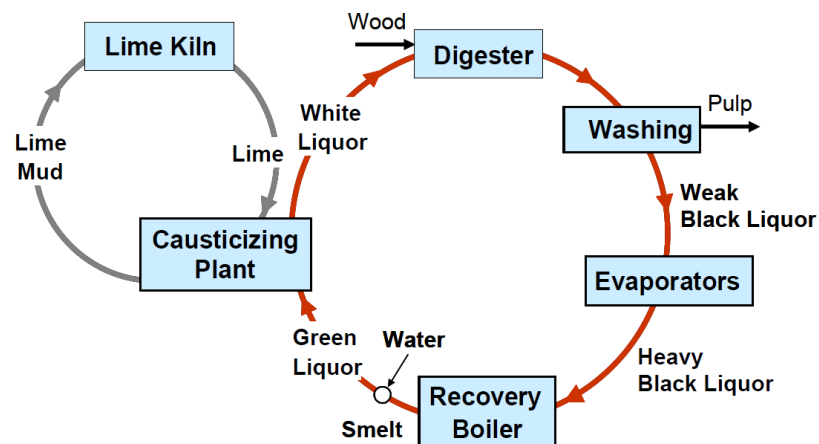 Wood
Lime Kiln
Digester
Pulp
White
Liquor
Washing
Lime
Mud
Lime
Weak
Black Liquor
Causticizing
Plant
Evaporators
Green
Liquor
Water
Heavy
Black Liquor
Recovery
Boiler
Smelt